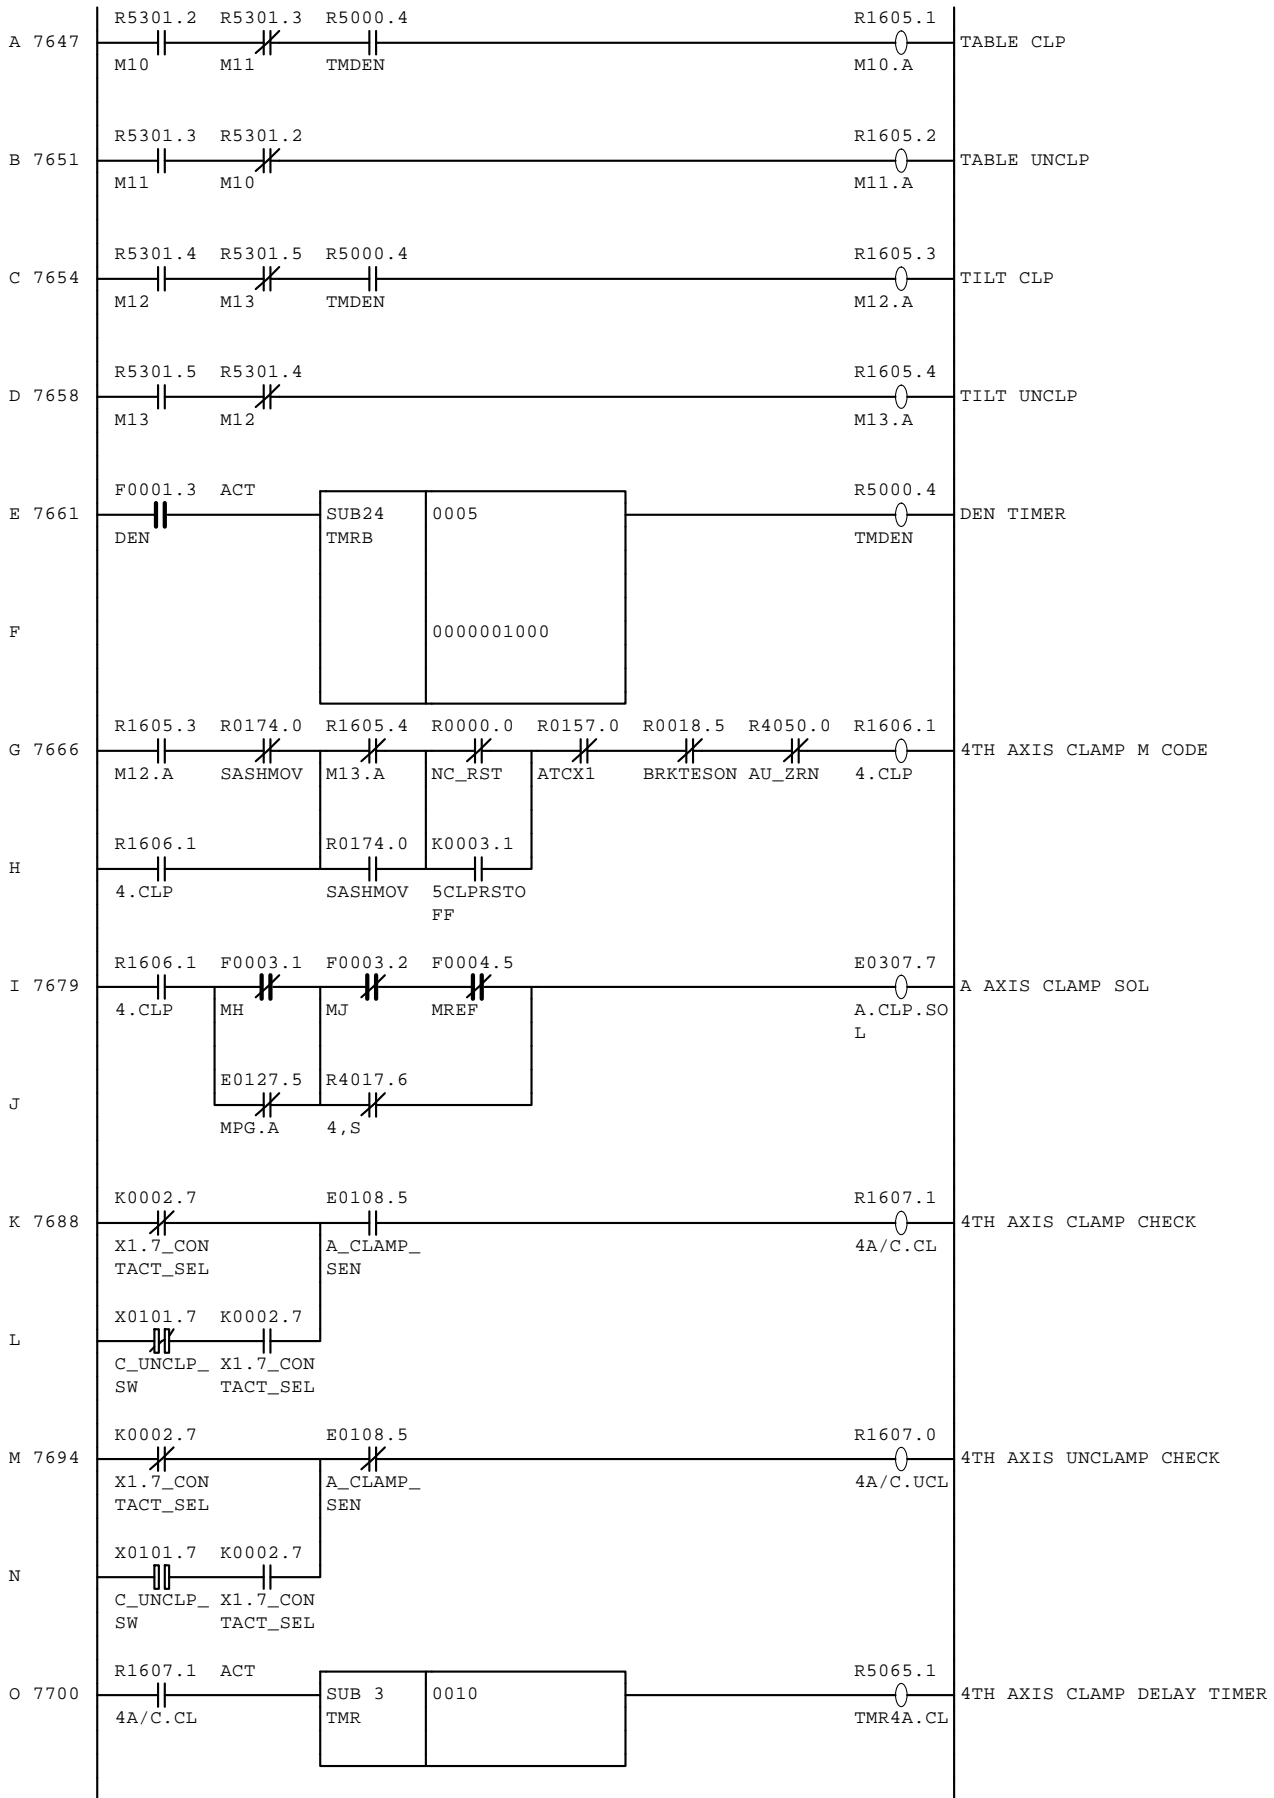 R5301.2 R5301.3 R5000.4 R1605.1
A 7647 TABLE CLP
M10 M11 TMDEN M10.A
R5301.3 R5301.2 R1605.2
B 7651 TABLE UNCLP
M11 M10 M11.A
R5301.4 R5301.5 R5000.4 R1605.3
C 7654 TILT CLP
M12 M13 TMDEN M12.A
R5301.5 R5301.4 R1605.4
D 7658 TILT UNCLP
M13 M12 M13.A
F0001.3 ACT R5000.4
E 7661 SUB24 0005 DEN TIMER
DEN TMRB TMDEN
F 0000001000
R1605.3 R0174.0 R1605.4 R0000.0 R0157.0 R0018.5 R4050.0 R1606.1
G 7666 4TH AXIS CLAMP M CODE
M12.A SASHMOV M13.A NC_RST ATCX1 BRKTESON AU_ZRN 4.CLP
R1606.1 R0174.0 K0003.1
H
4.CLP SASHMOV 5CLPRSTO
FF
R1606.1 F0003.1 F0003.2 F0004.5 E0307.7
I 7679 A AXIS CLAMP SOL
4.CLP MH MJ MREF A.CLP.SO
L
E0127.5 R4017.6
J
MPG.A 4,S
K0002.7 E0108.5 R1607.1
K 7688 4TH AXIS CLAMP CHECK
X1.7_CON A_CLAMP_ 4A/C.CL
TACT_SEL SEN
X0101.7 K0002.7
L
C_UNCLP_ X1.7_CON
SW TACT_SEL
K0002.7 E0108.5 R1607.0
M 7694 4TH AXIS UNCLAMP CHECK
X1.7_CON A_CLAMP_ 4A/C.UCL
TACT_SEL SEN
X0101.7 K0002.7
N
C_UNCLP_ X1.7_CON
SW TACT_SEL
R1607.1 ACT R5065.1
O 7700 SUB 3 0010 4TH AXIS CLAMP DELAY TIMER
4A/C.CL TMR TMR4A.CL